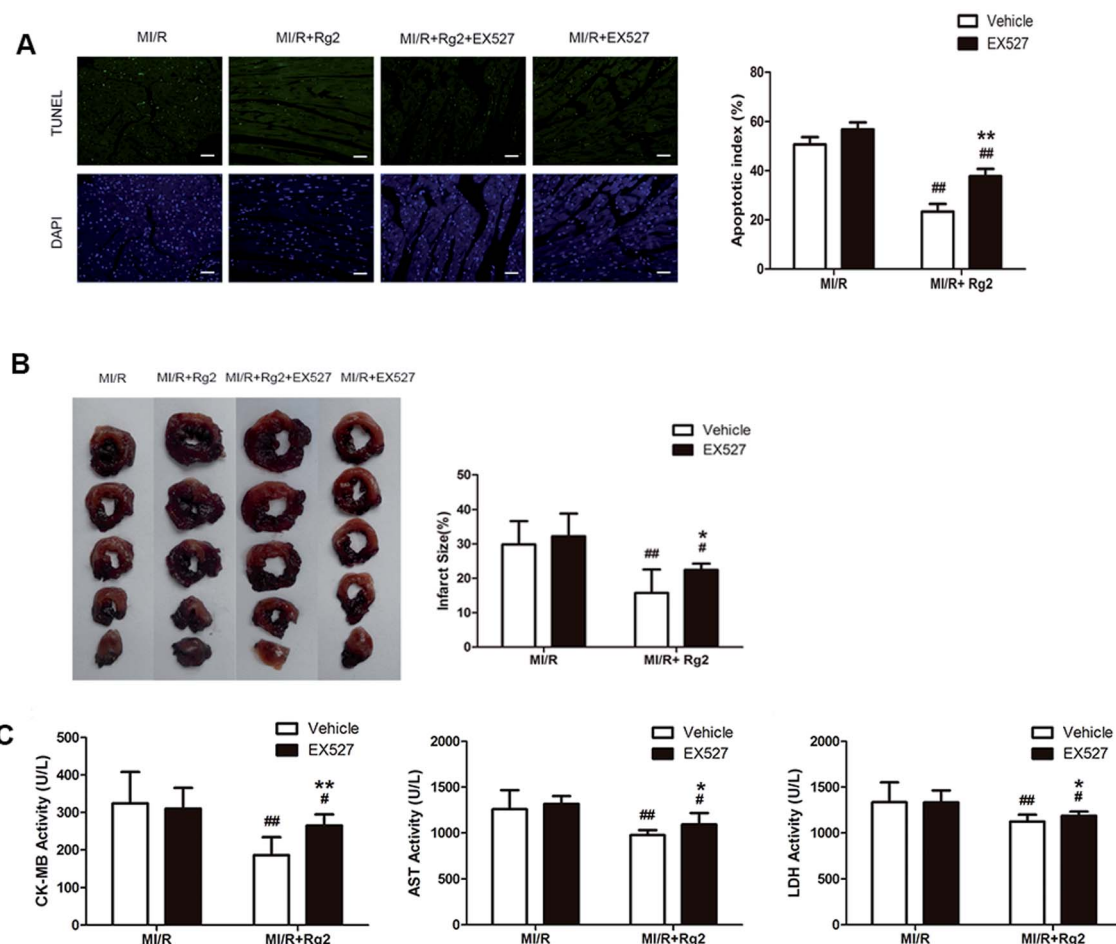 A
MI/R MI/R+Rg2 MI/R+Rg2+EX527 MI/R+EX527
TUNEL
DAPI
Vehicle
EX527
Apoptotic index (%)
80
60
40
20
0
**
##
##
MI/R MI/R+ Rg2
B
MI/R MI/R+Rg2 MI/R+Rg2+EX527 MI/R+EX527
Vehicle
EX527
Infarct Size(%)
50
40
30
20
10
0
*
## #
MI/R MI/R+ Rg2
C
Vehicle
EX527
CK-MB Activity (U/L)
500
400
300
200
100
0
**
#
##
MI/R MI/R+Rg2
Vehicle
EX527
AST Activity (U/L)
2000
1500
1000
500
0
*
#
##
MI/R MI/R+Rg2
Vehicle
EX527
LDH Activity (U/L)
2000
1500
1000
500
0
*
#
##
MI/R MI/R+Rg2